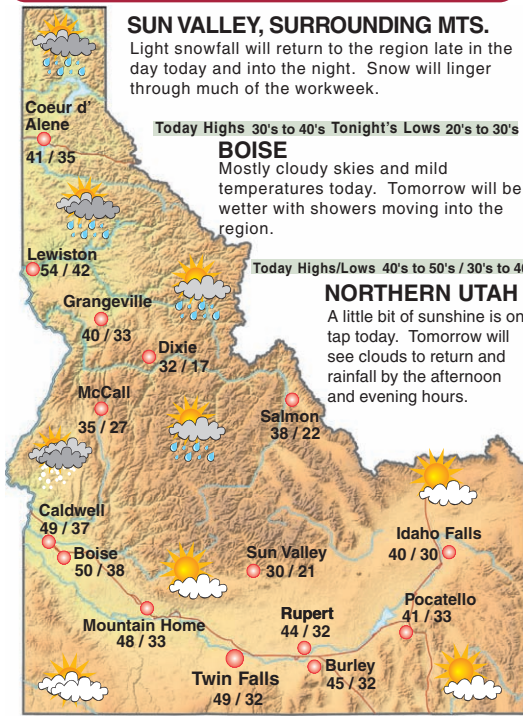 SUN VALLEY, SURROUNDING MTS.
Light snowfall will return to the region late in the
day today and into the night. Snow will linger
through much of the workweek.
Today Highs 30's to 40's Tonight's Lows 20's to 30's
BOISE
Mostly cloudy skies and mild
temperatures today. Tomorrow will be
wetter with showers moving into the
region.
Today Highs/Lows 40's to 50's / 30's to 40
NORTHERN UTAH
A little bit of sunshine is on
tap today. Tomorrow will
see clouds to return and
rainfall by the afternoon
and evening hours.
Coeur d'
Alene
41 / 35
Lewiston
54 / 42
Grangeville
40 / 33
Dixie
32 / 17
McCall
35 / 27
Salmon
38 / 22
Caldwell
49 / 37
Boise
50 / 38
Sun Valley
30 / 21
Idaho Falls
40 / 30
Mountain Home
48 / 33
Rupert
44 / 32
Pocatello
41 / 33
Twin Falls
49 / 32
Burley
45 / 32